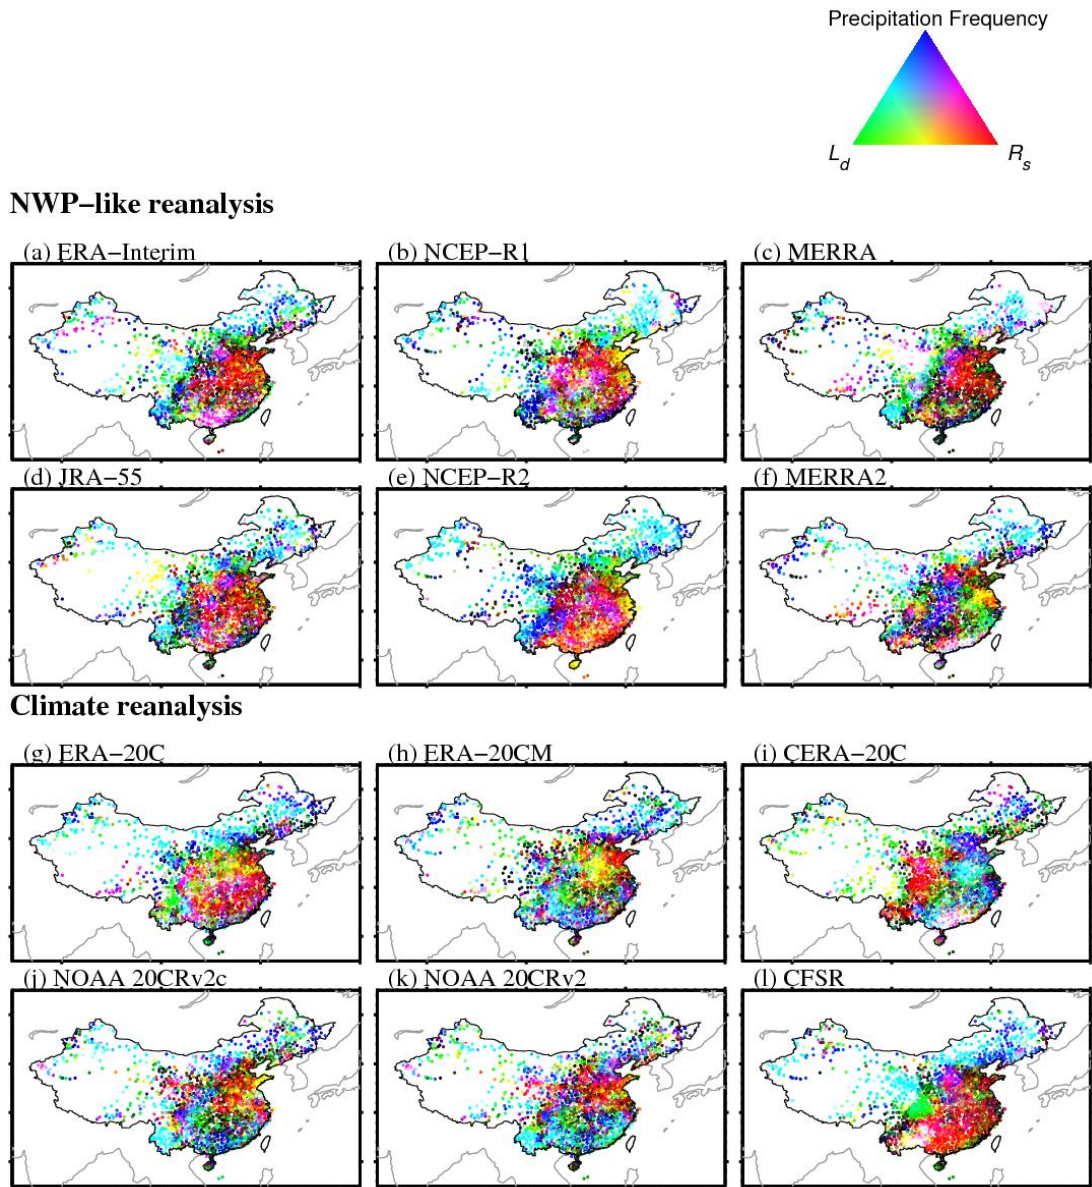 Precipitation Frequency
L_d R_s
NWP−like reanalysis
(a) ERA−Interim (b) NCEP−R1 (c) MERRA
(d) JRA−55 (e) NCEP−R2 (f) MERRA2
Climate reanalysis
(g) ERA−20C (h) ERA−20CM (i) CERA−20C
(j) NOAA 20CRv2c (k) NOAA 20CRv2 (l) CFSR